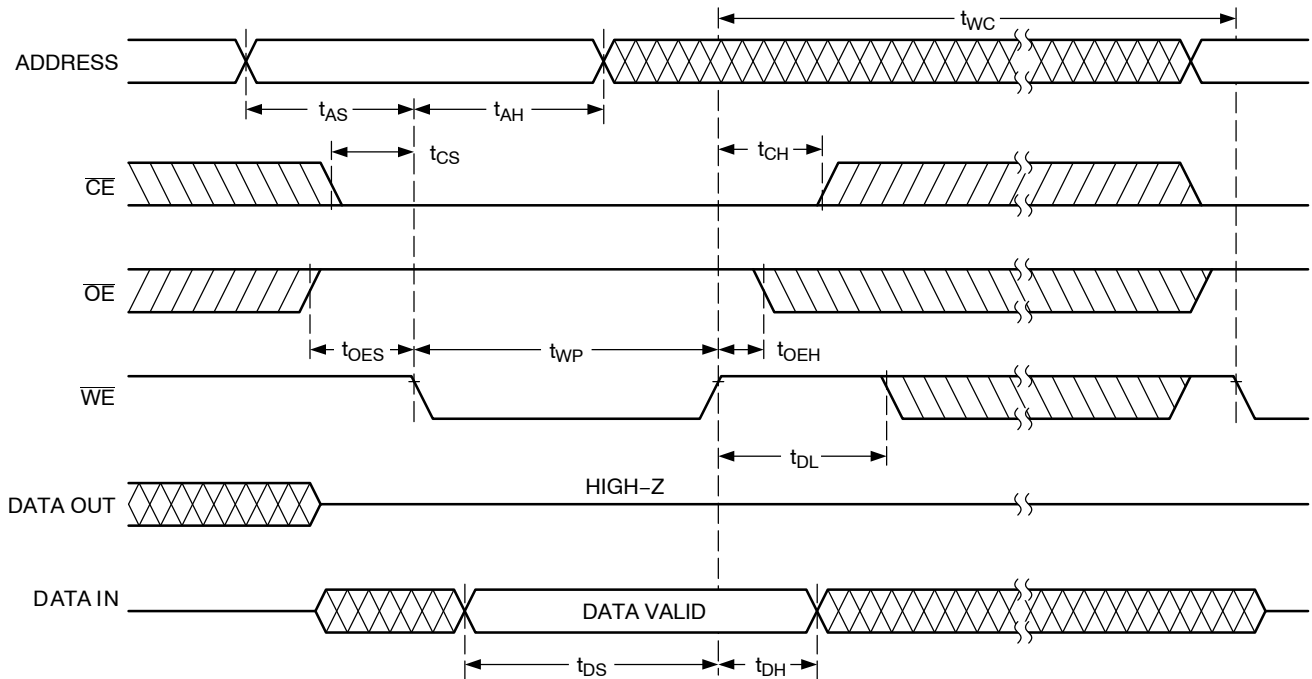 tWC
ADDRESS
tAS
tAH
tCS
tCH
CE
OE
tOES
tWP
tOEH
WE
tDL
HIGH–Z
DATA OUT
DATA IN
DATA VALID
tDS
tDH